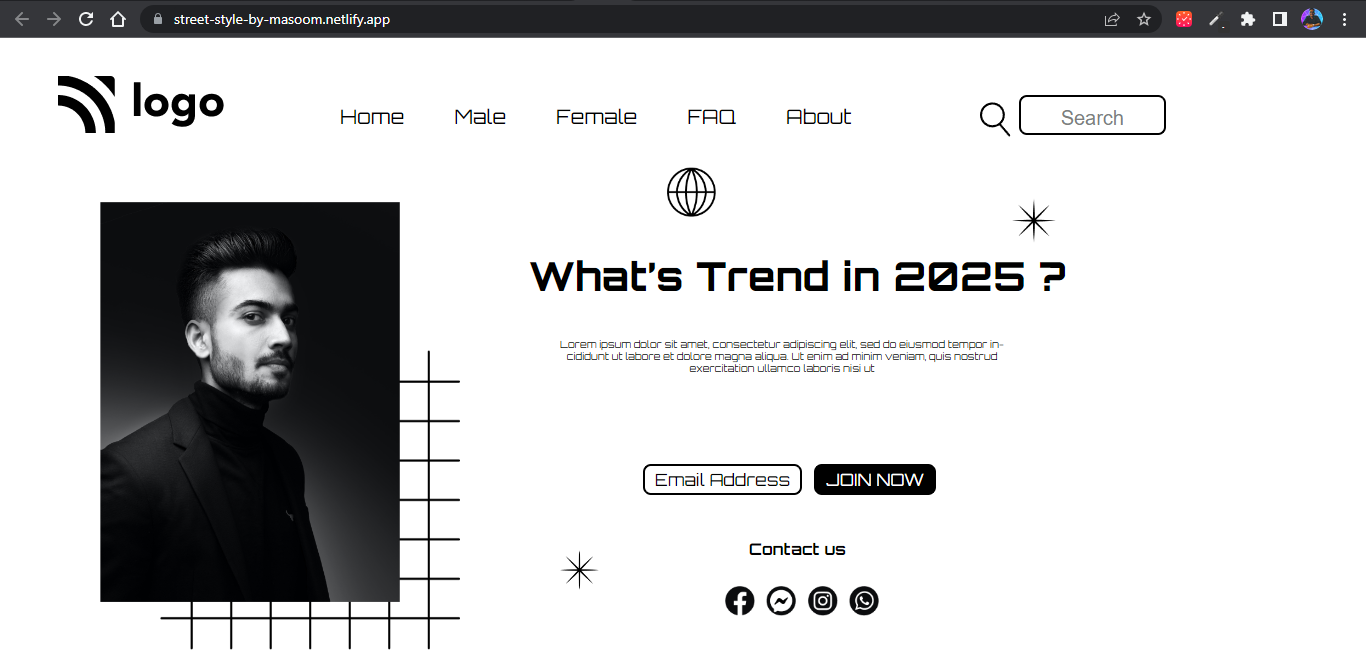 street-style-by-masoom.netlify.app
logo
Home Male Female FAQ About
Search
What's Trend in 2025 ?
Lorem ipsum dolor sit amet, consectetur adipiscing elit, sed do eiusmod tempor in-
cididunt ut labore et dolore magna aliqua. Ut enim ad minim veniam, quis nostrud
exercitation ullamco laboris nisi ut
Email Address JOIN NOW
Contact us